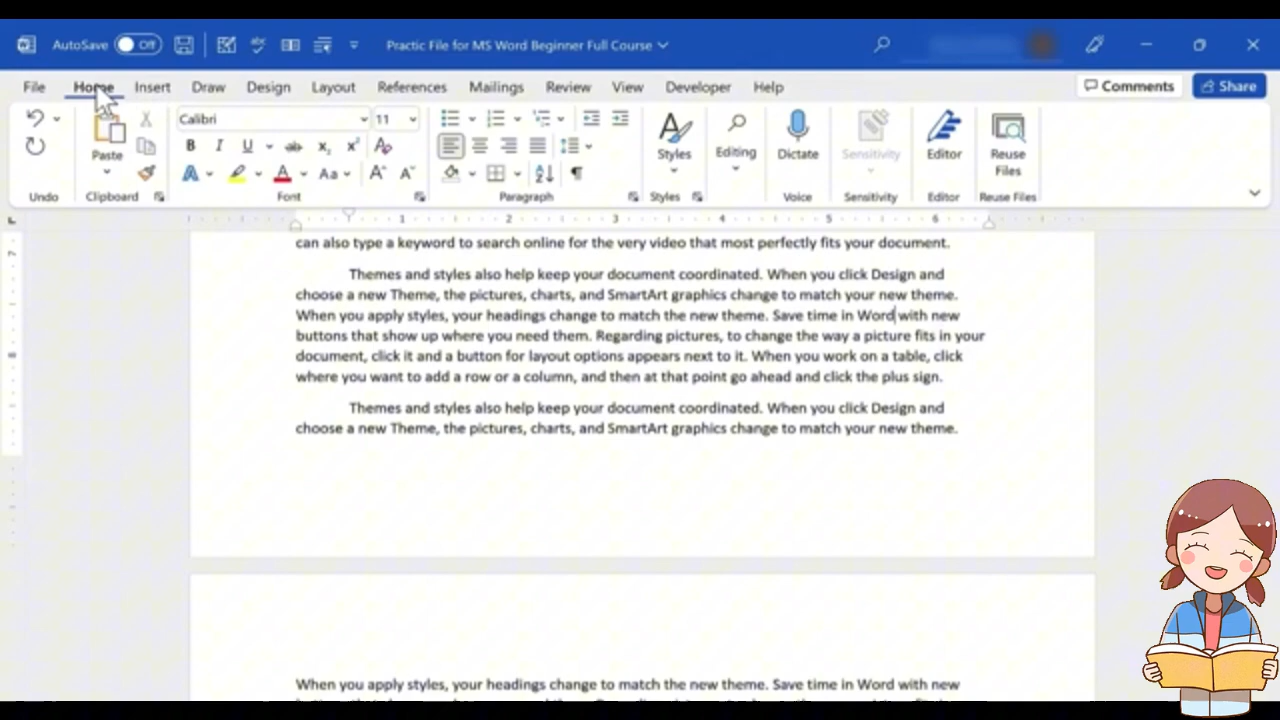 AutoSave Off Practic File for MS Word Beginner Full Course
File Home Insert Draw Design Layout References Mailings Review View Developer Help Comments Share
Calibri 11
Paste Styles Editing Dictate Sensitivity Editor Reuse Files
B I U ab x₂ x² A
A A Aa A A A Z
Undo Clipboard Font Paragraph Styles Voice Sensitivity Editor Reuse Files
1 2 3 4 5 6
can also type a keyword to search online for the very video that most perfectly fits your document.
Themes and styles also help keep your document coordinated. When you click Design and
choose a new Theme, the pictures, charts, and SmartArt graphics change to match your new theme.
When you apply styles, your headings change to match the new theme. Save time in Word with new
buttons that show up where you need them. Regarding pictures, to change the way a picture fits in your
document, click it and a button for layout options appears next to it. When you work on a table, click
where you want to add a row or a column, and then at that point go ahead and click the plus sign.
Themes and styles also help keep your document coordinated. When you click Design and
choose a new Theme, the pictures, charts, and SmartArt graphics change to match your new theme.
When you apply styles, your headings change to match the new theme. Save time in Word with new